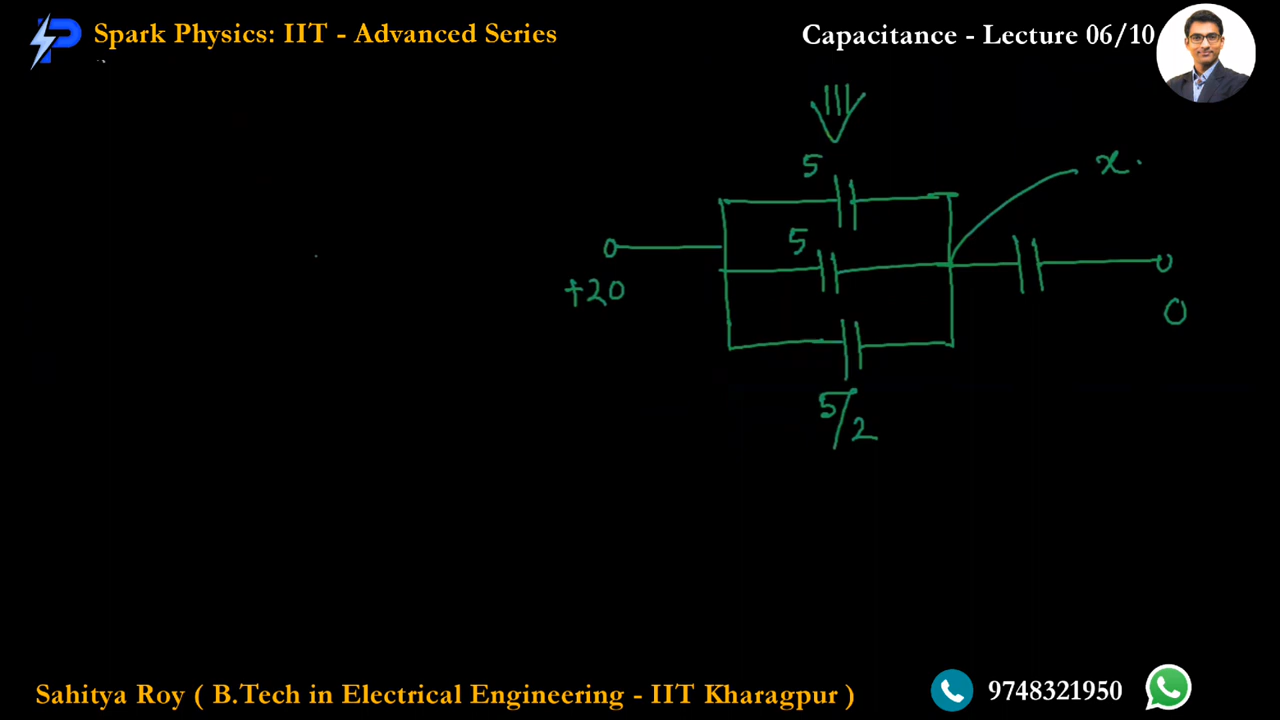 Spark Physics: IIT - Advanced Series
Capacitance - Lecture 06/10
5
x
5
+20
0
5/2
Sahitya Roy ( B.Tech in Electrical Engineering - IIT Kharagpur )
9748321950